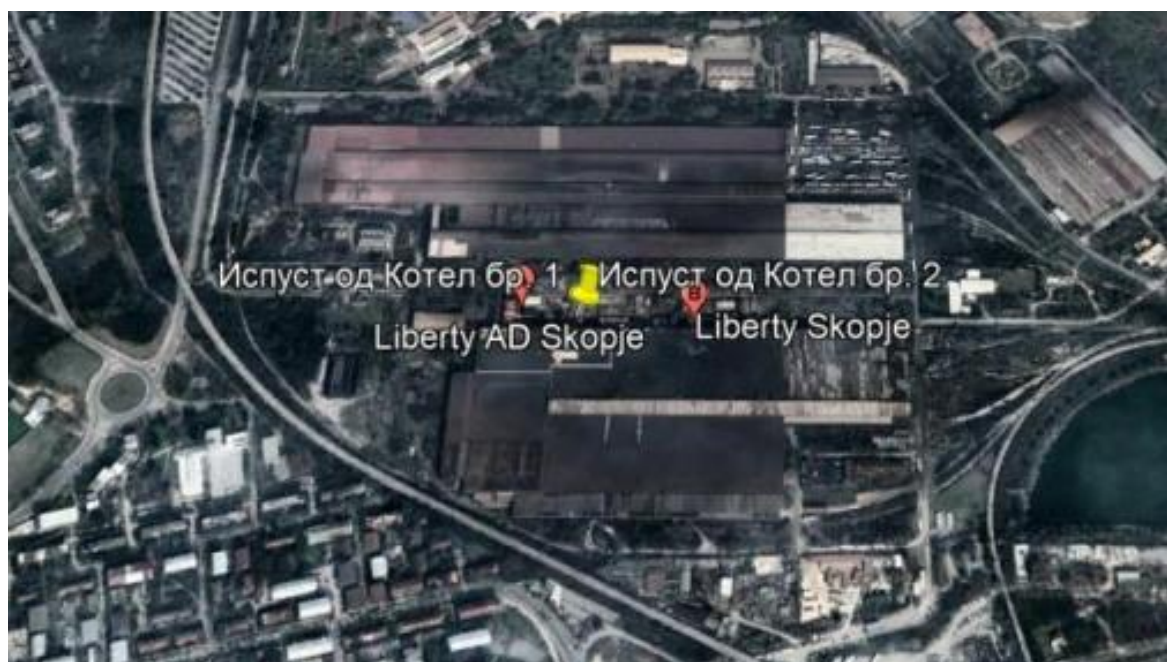 Испуст од Котел бр. 1
Испуст од Котел бр. 2
Liberty AD Skopje
Liberty Skopje